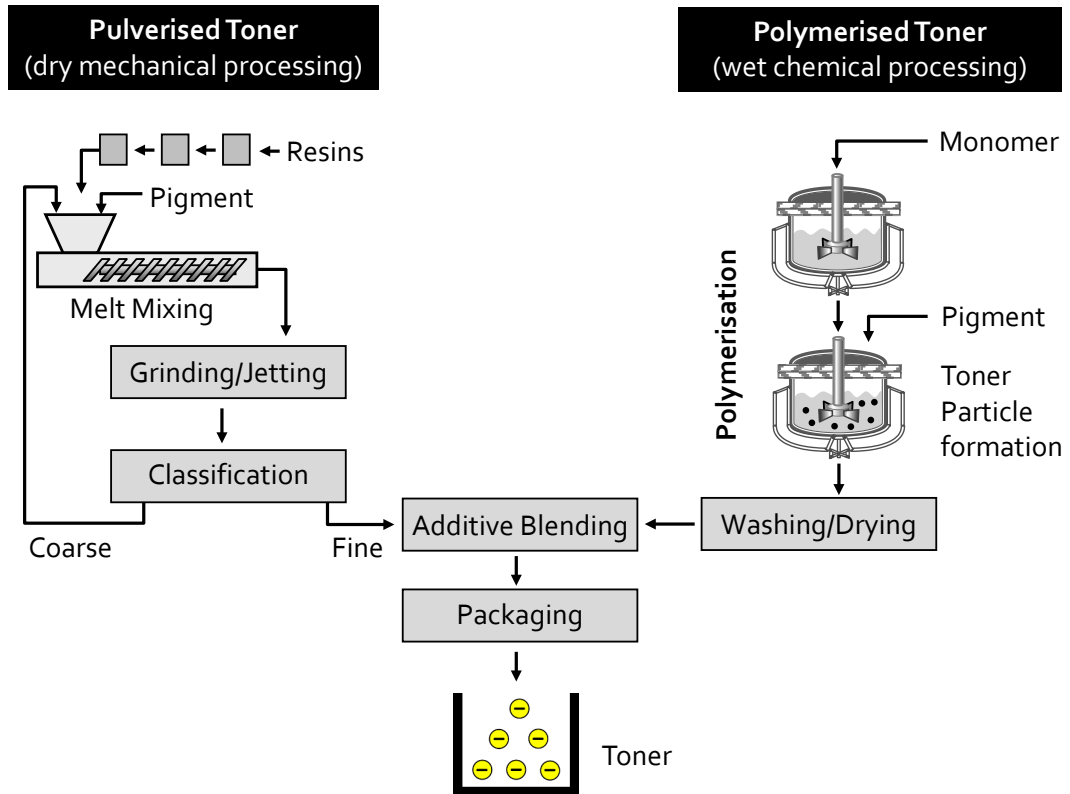 Pulverised Toner
(dry mechanical processing)
Polymerised Toner
(wet chemical processing)
Resins
Pigment
Melt Mixing
Grinding/Jetting
Classification
Coarse
Fine
Monomer
Polymerisation
Pigment
Toner
Particle
formation
Washing/Drying
Additive Blending
Packaging
Toner